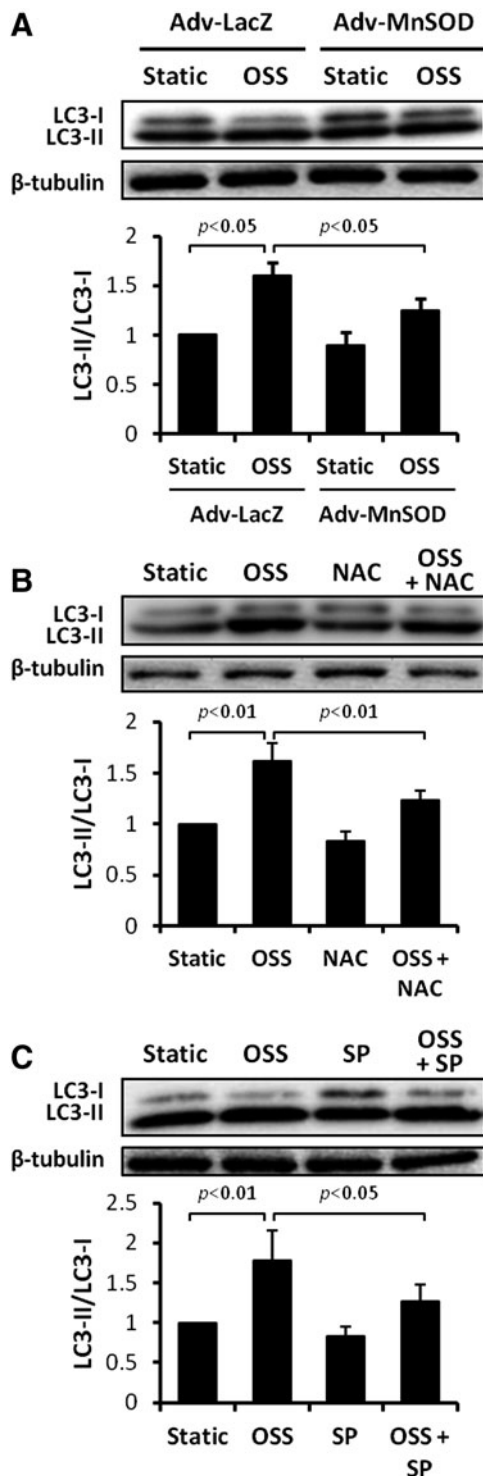 A
Adv-LacZ Adv-MnSOD
Static OSS Static OSS
LC3-I
LC3-II
β-tubulin
p<0.05 p<0.05
2
1.5
1
0.5
0
LC3-II/LC3-I
Static OSS Static OSS
Adv-LacZ Adv-MnSOD
B
Static OSS NAC OSS + NAC
LC3-I
LC3-II
β-tubulin
p<0.01 p<0.01
2
1.5
1
0.5
0
LC3-II/LC3-I
Static OSS NAC OSS +
NAC
C
Static OSS SP OSS + SP
LC3-I
LC3-II
β-tubulin
p<0.01 p<0.05
2.5
2
1.5
1
0.5
0
LC3-II/LC3-I
Static OSS SP OSS +
SP